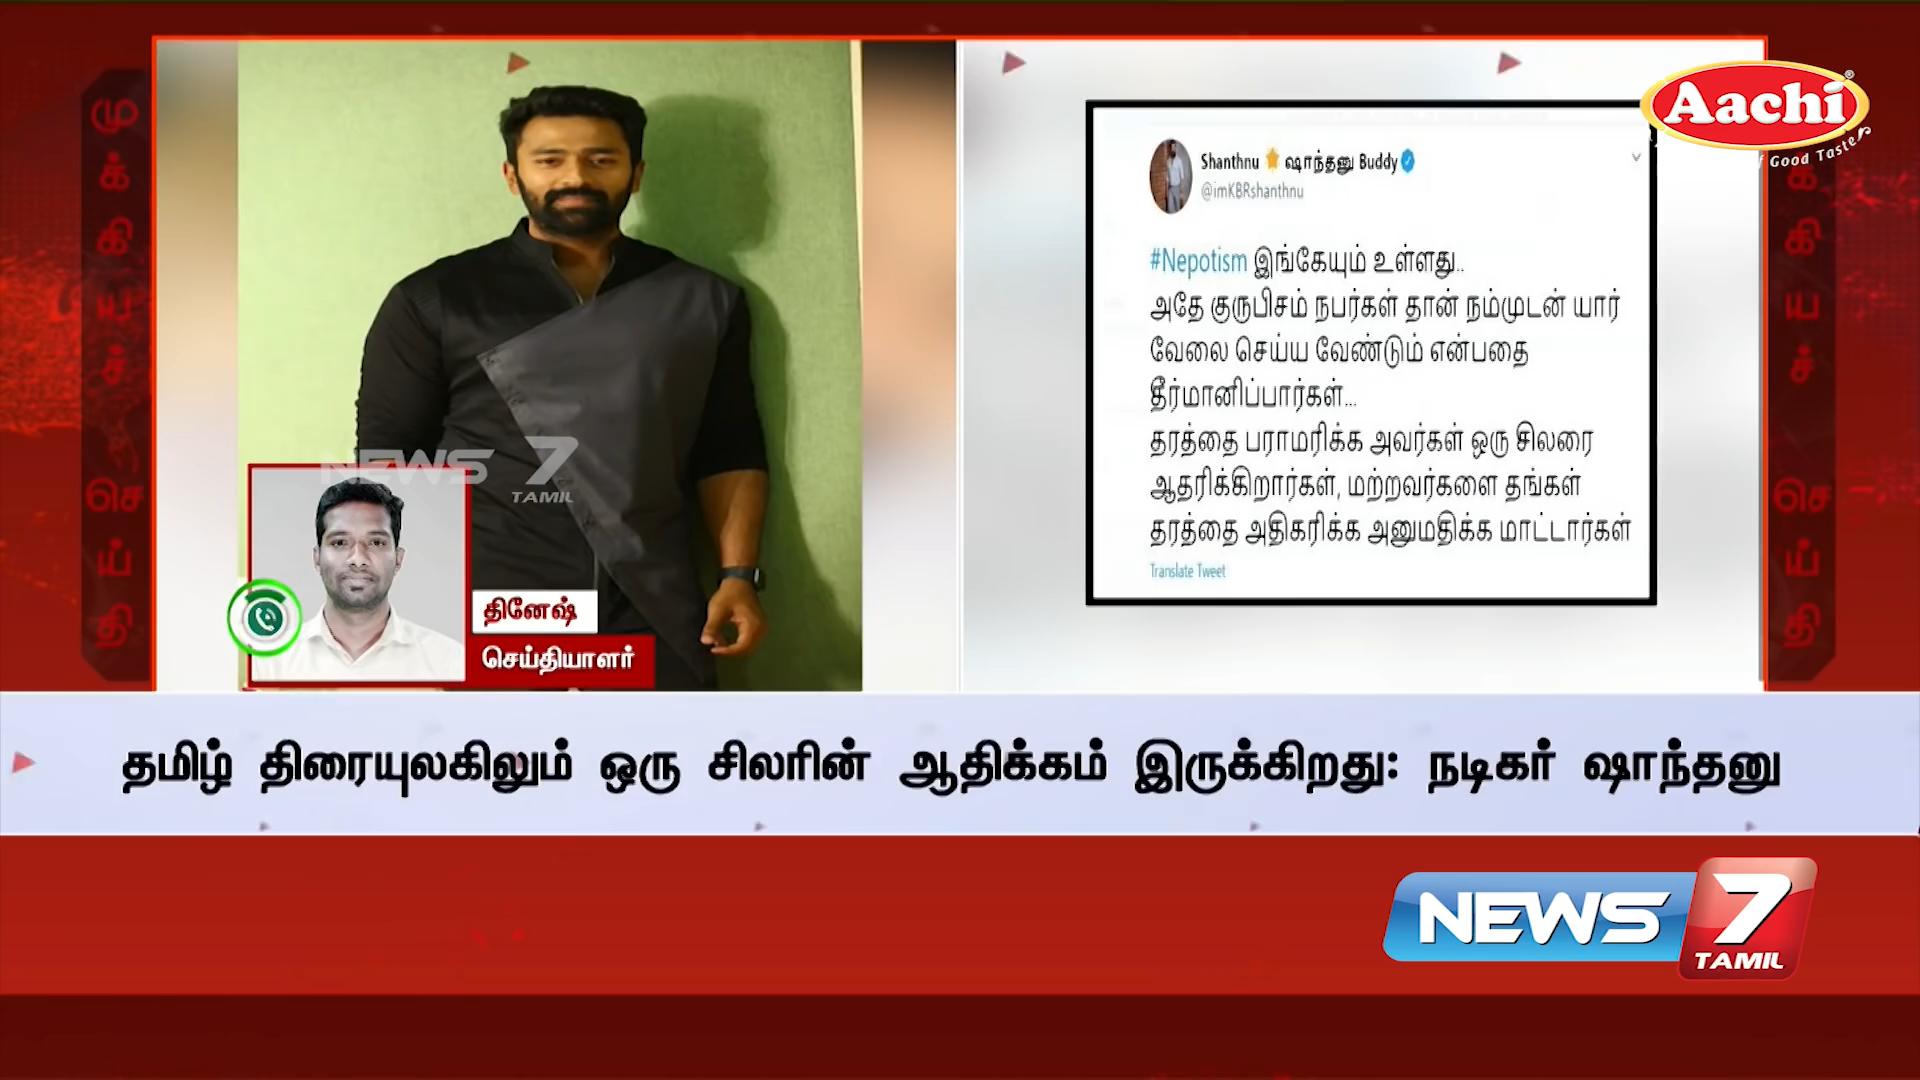 மு
க்
கி
ய
ச்
செ
ய்
தி
NEWS 7
TAMIL
தினேஷ்
செய்தியாளர்
Aachi
®
f Good Taste
Shanthnu ஷாந்தனு Buddy
@imKBRshanthnu
#Nepotism இங்கேயும் உள்ளது..
அதே குருபிசம் நபர்கள் தான் நம்முடன் யார்
வேலை செய்ய வேண்டும் என்பதை
தீர்மானிப்பார்கள்...
தரத்தை பராமரிக்க அவர்கள் ஒரு சிலரை
ஆதரிக்கிறார்கள், மற்றவர்களை தங்கள்
தரத்தை அதிகரிக்க அனுமதிக்க மாட்டார்கள்
Translate Tweet
க்
கி
ய
ச்
செ
ய்
தி
தமிழ் திரையுலகிலும் ஒரு சிலரின் ஆதிக்கம் இருக்கிறது: நடிகர் ஷாந்தனு
NEWS 7
TAMIL